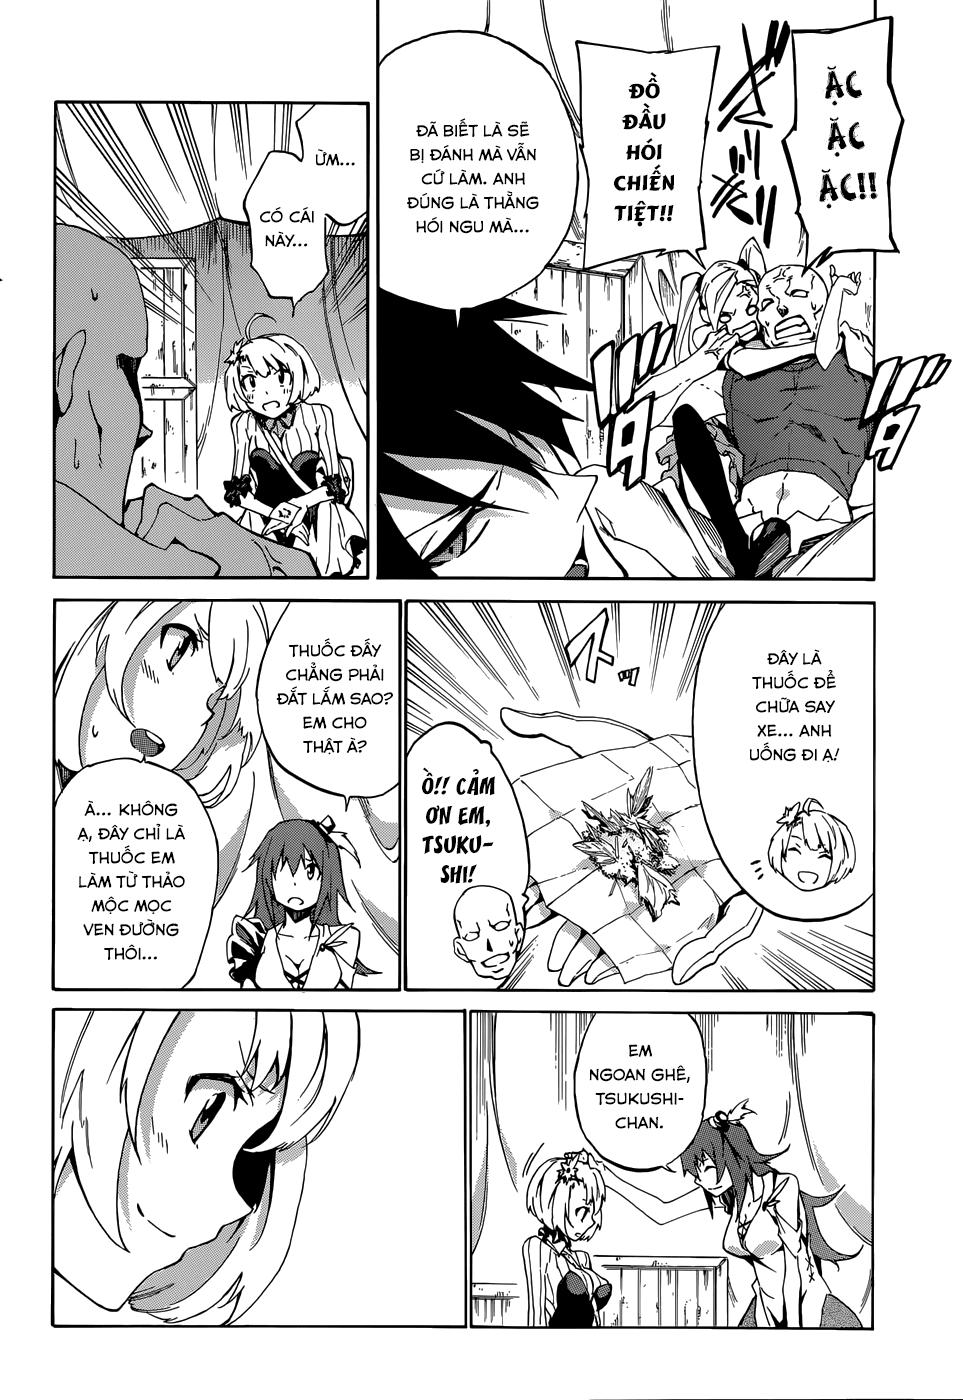 ẶC
ẶC
ẶC!!
ĐỒ
ĐẦU
HÓI
CHIẾN
TIỆT!!
ĐÃ BIẾT LÀ SẼ
BỊ ĐÁNH MÀ VẪN
CỨ LÀM. ANH
ĐÚNG LÀ THẰNG
HÓI NGU MÀ...
ỪM...
CÓ CÁI
NÀY...
ĐÂY LÀ
THUỐC ĐỂ
CHỮA SAY
XE... ANH
UỐNG ĐI Ạ!
Ồ!! CẢM
ƠN EM,
TSUKU-
SHI!
THUỐC ĐẤY
CHẲNG PHẢI
ĐẮT LẮM SAO?
EM CHO
THẬT À?
À... KHÔNG
Ạ, ĐÂY CHỈ LÀ
THUỐC EM
LÀM TỪ THẢO
MỘC MỌC
VEN ĐƯỜNG
THÔI...
EM
NGOAN GHÊ,
TSUKUSHI-
CHAN.